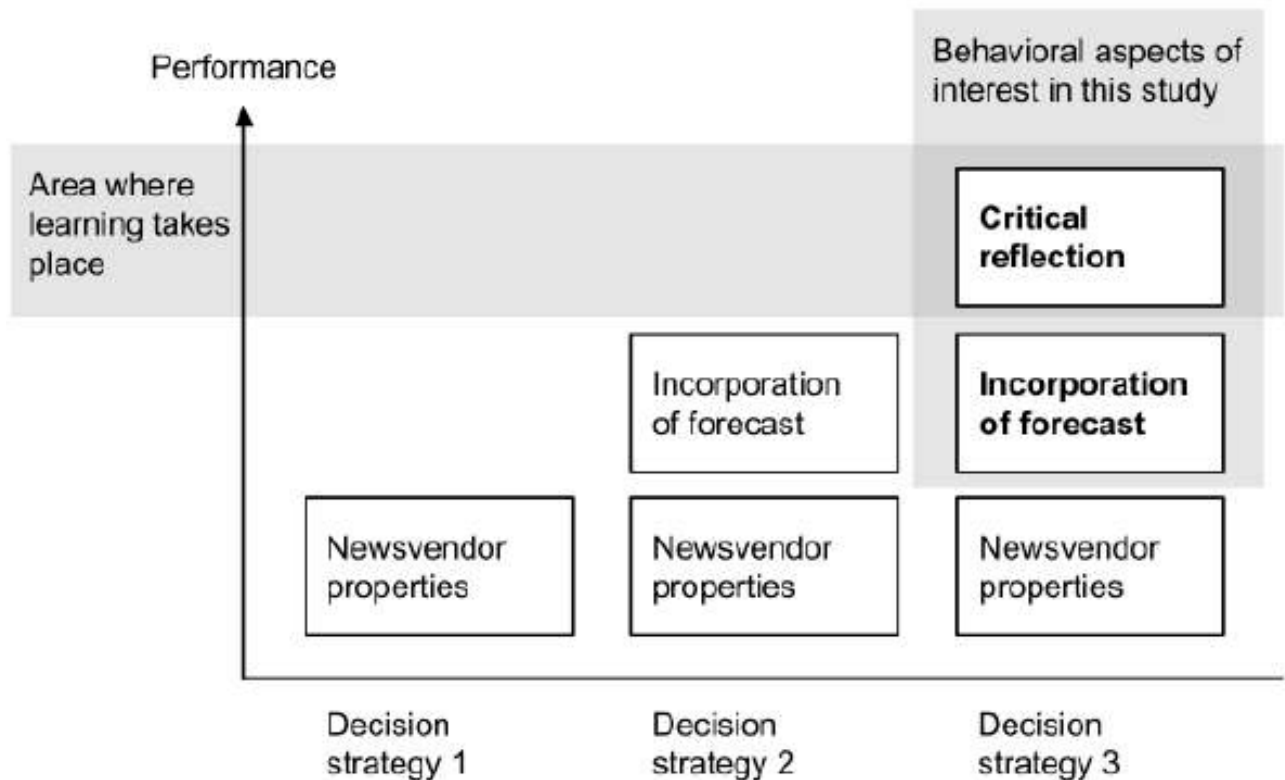 Performance
Behavioral aspects of
interest in this study
Area where
learning takes
place
Critical
reflection
Incorporation
of forecast
Incorporation
of forecast
Newsvendor
properties
Newsvendor
properties
Newsvendor
properties
Decision
strategy 1
Decision
strategy 2
Decision
strategy 3